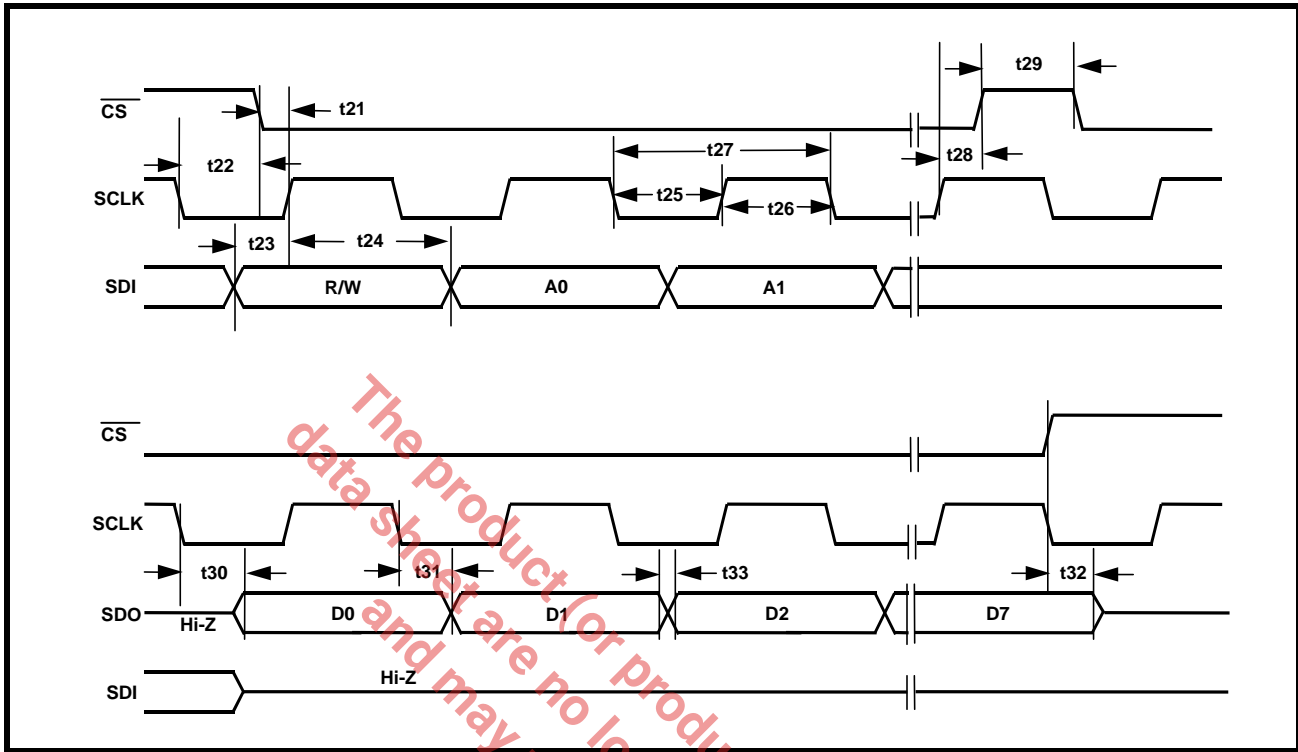 t29
CS
t21
t22
t27
t28
SCLK
t25
t26
t23
t24
SDI
R/W
A0
A1
CS
SCLK
t30
t31
t33
t32
SDO
Hi-Z
D0
D1
D2
D7
SDI
Hi-Z
The product (or produ
data sheet are no lo
and may